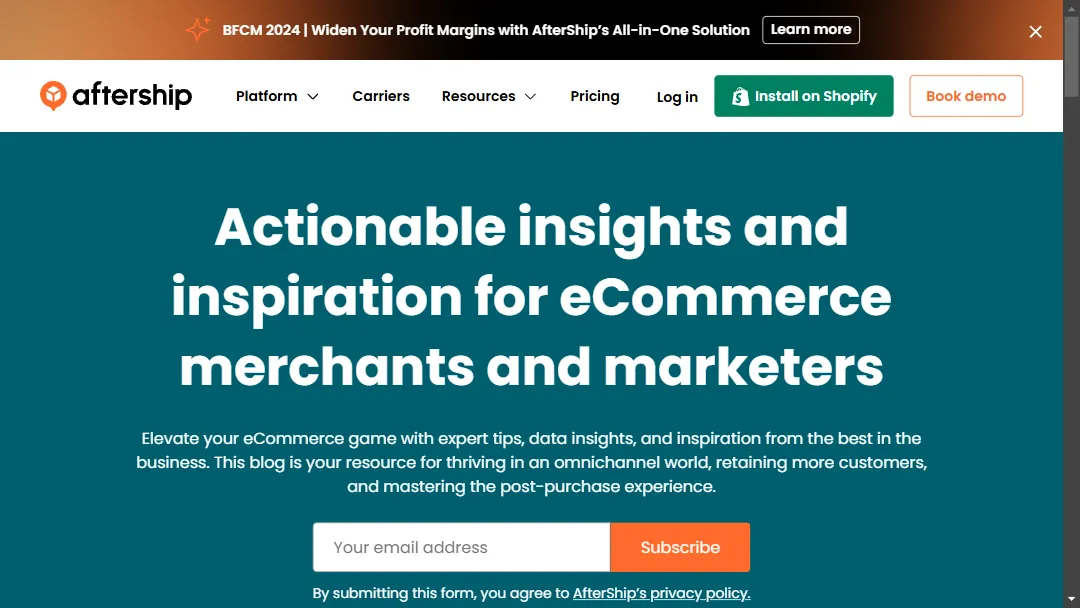 BFCM 2024 | Widen Your Profit Margins with AfterShip's All-in-One Solution
Learn more
aftership
Platform
Carriers
Resources
Pricing
Log in
Install on Shopify
Book demo
Actionable insights and
inspiration for eCommerce
merchants and marketers
Elevate your eCommerce game with expert tips, data insights, and inspiration from the best in the
business. This blog is your resource for thriving in an omnichannel world, retaining more customers,
and mastering the post-purchase experience.
Your email address
Subscribe
By submitting this form, you agree to AfterShip's privacy policy.